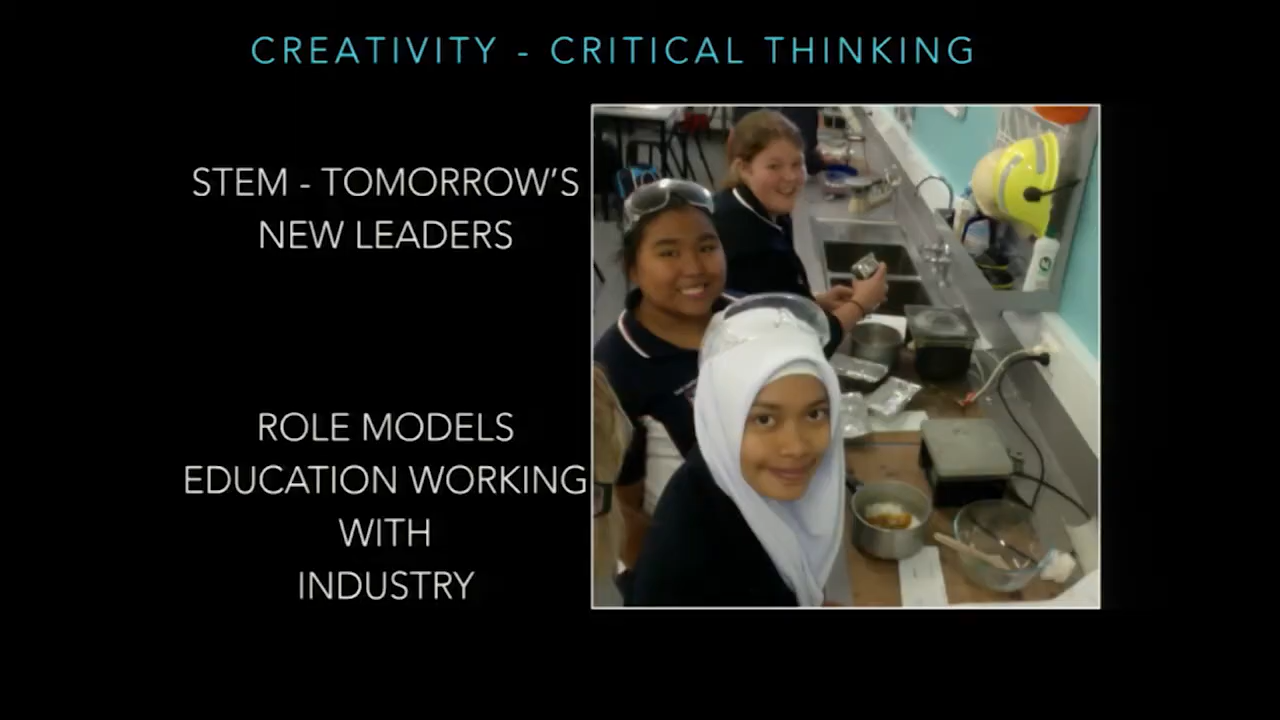 CREATIVITY - CRITICAL THINKING
STEM - TOMORROW'S
NEW LEADERS
ROLE MODELS
EDUCATION WORKING
WITH
INDUSTRY